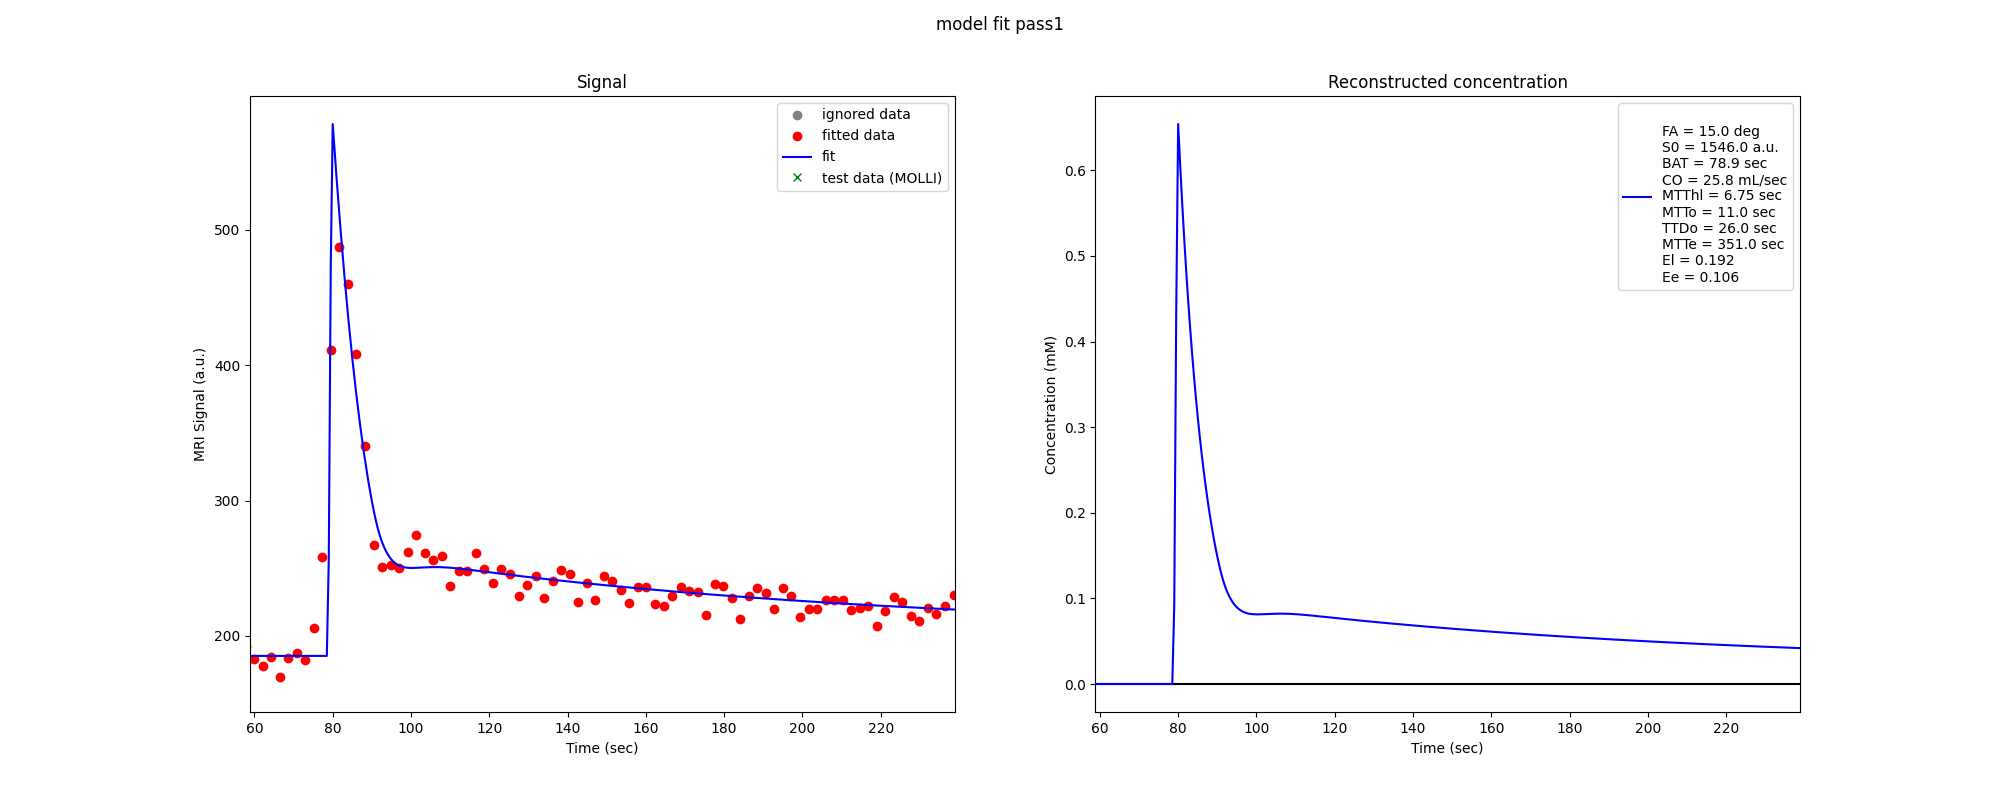 model fit pass1
Signal
ignored data
fitted data
fit
test data (MOLLI)
MRI Signal (a.u.)
500
400
300
200
60 80 100 120 140 160 180 200 220
Time (sec)
Reconstructed concentration
FA = 15.0 deg
S0 = 1546.0 a.u.
BAT = 78.9 sec
CO = 25.8 mL/sec
MTThl = 6.75 sec
MTTo = 11.0 sec
TTDo = 26.0 sec
MTTe = 351.0 sec
El = 0.192
Ee = 0.106
Concentration (mM)
0.6
0.5
0.4
0.3
0.2
0.1
0.0
60 80 100 120 140 160 180 200 220
Time (sec)